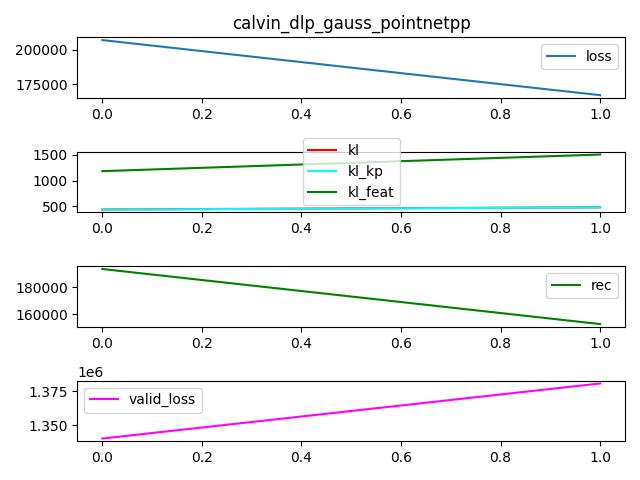 calvin_dlp_gauss_pointnetpp
200000
175000
loss
0.0 0.2 0.4 0.6 0.8 1.0
1500
1000
500
kl
kl_kp
kl_feat
0.0 0.2 0.4 0.6 0.8 1.0
180000
160000
rec
0.0 0.2 0.4 0.6 0.8 1.0
1e6
1.375
1.350
valid_loss
0.0 0.2 0.4 0.6 0.8 1.0